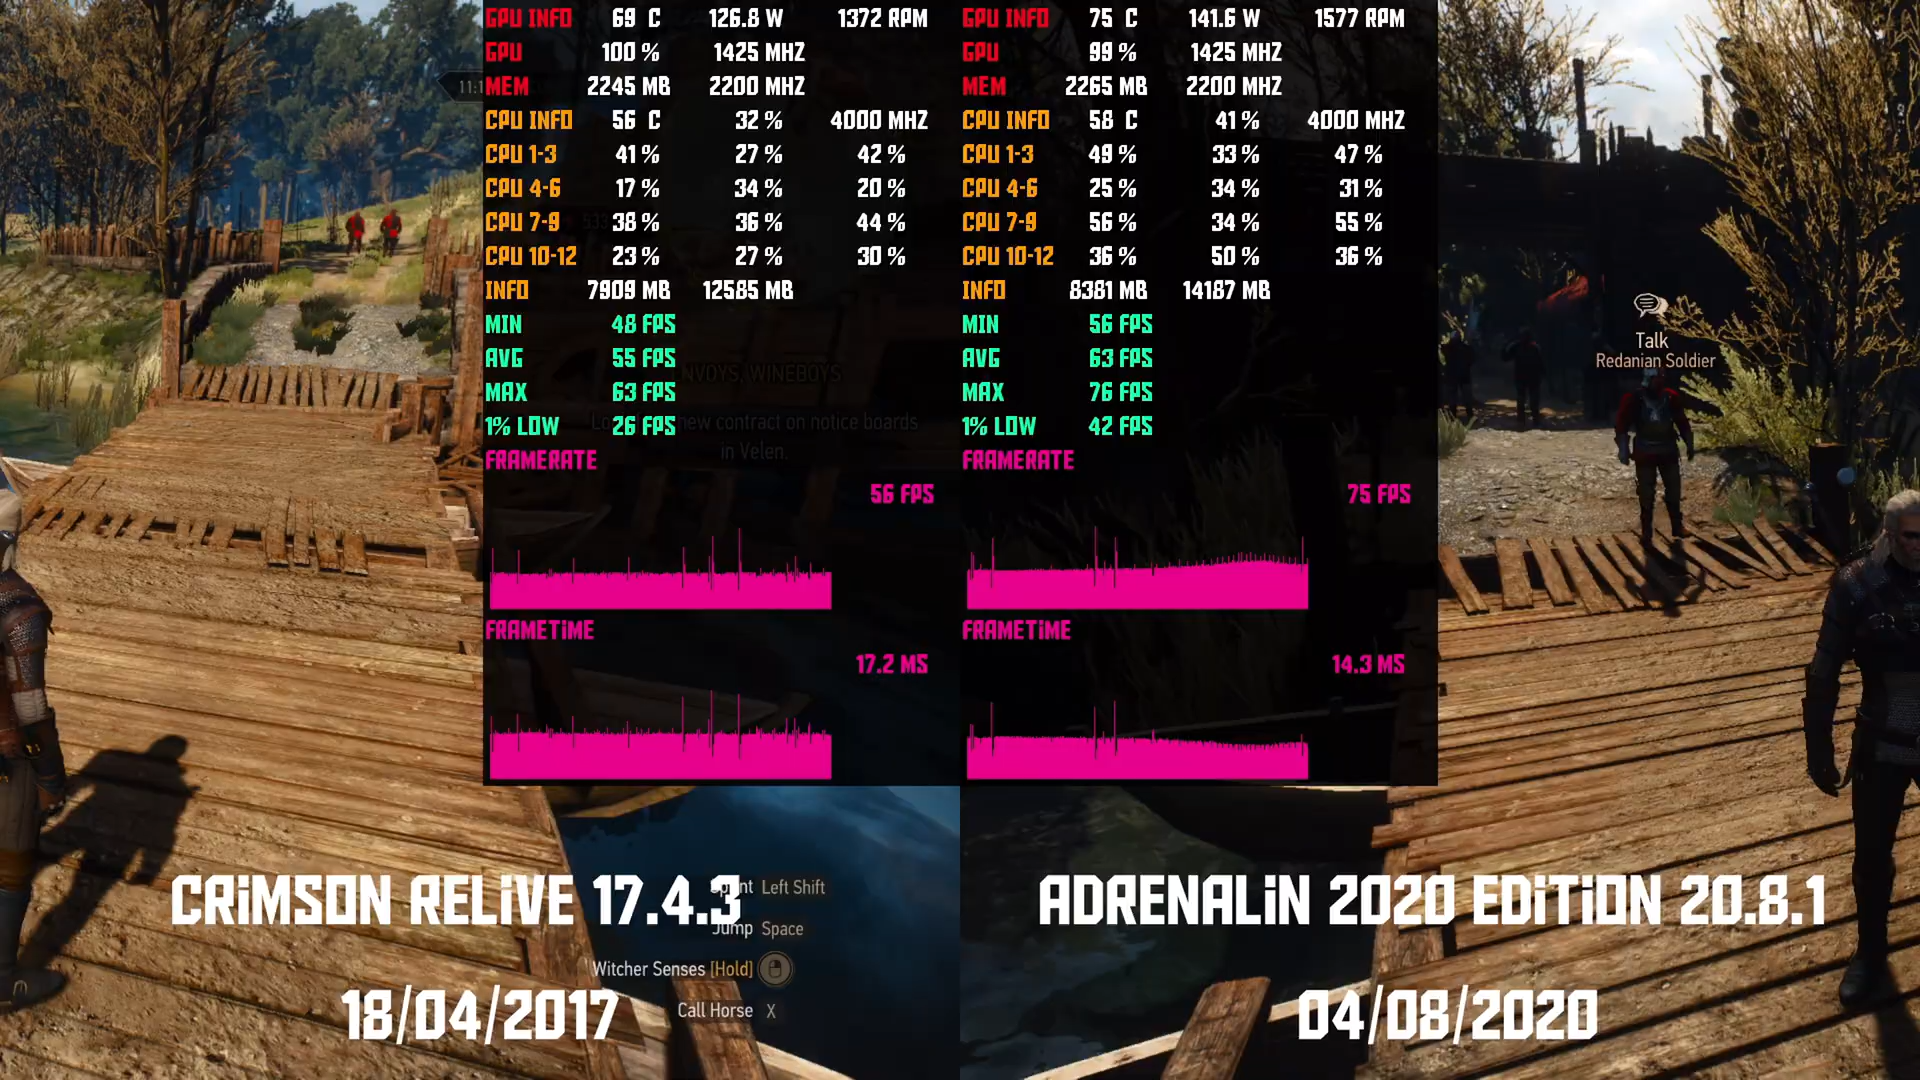 GPU INFO 69 C 126.8 W 1372 RPM
GPU 100 % 1425 MHZ
MEM 2245 MB 2200 MHZ
CPU INFO 56 C 32 % 4000 MHZ
CPU 1-3 41 % 27 % 42 %
CPU 4-6 17 % 34 % 20 %
CPU 7-9 38 % 36 % 44 %
CPU 10-12 23 % 27 % 30 %
INFO 7909 MB 12585 MB
MIN 48 FPS
AVG 55 FPS
MAX 63 FPS
1% LOW 26 FPS
FRAMERATE
56 FPS
FRAMETIME
17.2 MS
GPU INFO 75 C 141.6 W 1577 RPM
GPU 99 % 1425 MHZ
MEM 2265 MB 2200 MHZ
CPU INFO 58 C 41 % 4000 MHZ
CPU 1-3 49 % 33 % 47 %
CPU 4-6 25 % 34 % 31 %
CPU 7-9 56 % 34 % 55 %
CPU 10-12 36 % 50 % 36 %
INFO 8381 MB 14187 MB
MIN 56 FPS
AVG 63 FPS
MAX 76 FPS
1% LOW 42 FPS
FRAMERATE
75 FPS
FRAMETIME
14.3 MS
WINEBOYS
new contract on notice boards
in Velen.
Talk
Redanian Soldier
CRIMSON RELIVE 17.4.3
18/04/2017
Left Shift
Jump Space
Witcher Senses [Hold]
Call Horse X
ADRENALIN 2020 EDITION 20.8.1
04/08/2020